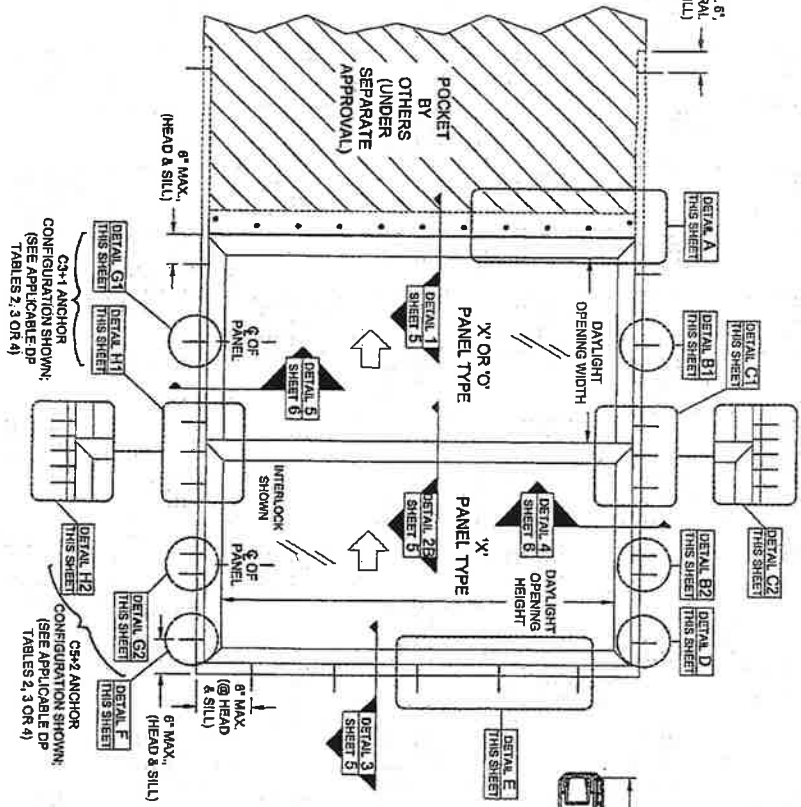 6",
POCKET
BY
OTHERS
(UNDER
SEPARATE
APPROVAL)
6" MAX.,
(HEAD & SILL)
DETAIL A
THIS SHEET
DETAIL B1
THIS SHEET
DETAIL C1
THIS SHEET
DETAIL C2
THIS SHEET
DETAIL B2
THIS SHEET
DETAIL D
THIS SHEET
DETAIL E
THIS SHEET
DAYLIGHT
OPENING WIDTH
'X' OR 'O'
PANEL TYPE
DETAIL 1
SHEET 5
DETAIL 5
SHEET 6
℄ OF
PANEL
'X'
PANEL TYPE
DETAIL 4
SHEET 6
DETAIL 2B
SHEET 5
INTERLOCK
SHOWN
DAYLIGHT
OPENING
HEIGHT
℄ OF
PANEL
DETAIL 3
SHEET 5
6" MAX.
(@ HEAD
& SILL)
6" MAX.,
(HEAD & SILL)
DETAIL G1
THIS SHEET
DETAIL H1
THIS SHEET
C3+1 ANCHOR
CONFIGURATION SHOWN;
(SEE APPLICABLE DP
TABLES 2, 3 OR 4)
DETAIL H2
THIS SHEET
DETAIL G2
THIS SHEET
DETAIL F
THIS SHEET
C5+2 ANCHOR
CONFIGURATION SHOWN;
(SEE APPLICABLE DP
TABLES 2, 3 OR 4)